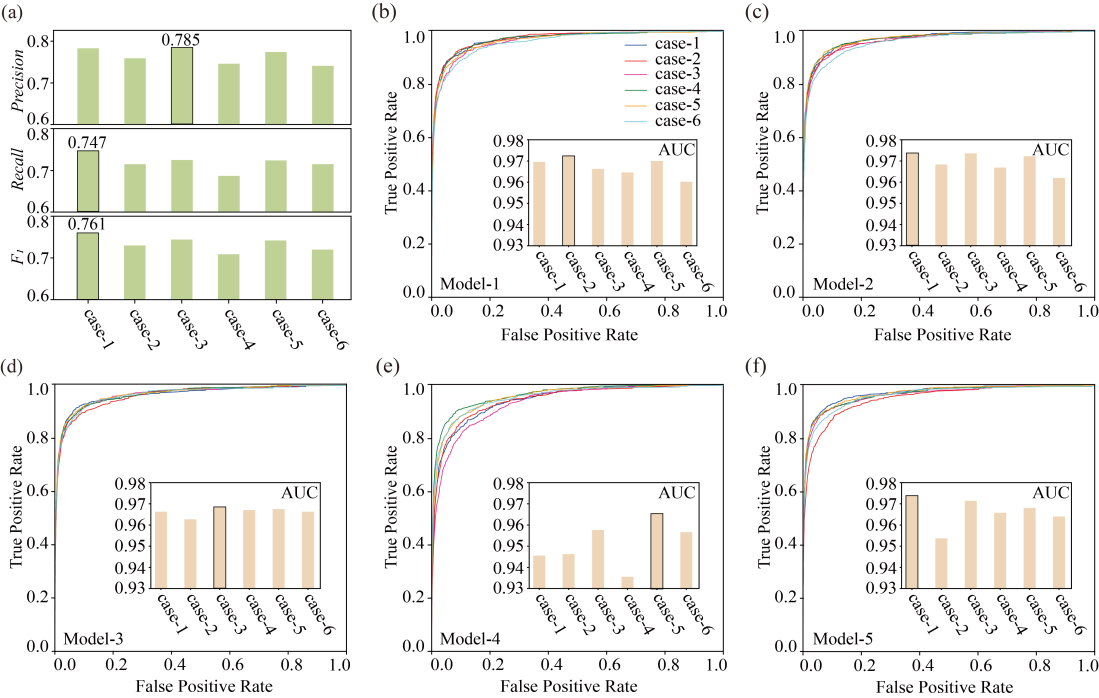 (a)
0.8
0.7
0.6
Precision
0.785
0.8
0.7
0.6
Recall
0.747
0.8
0.7
0.6
F1
0.761
case-1
case-2
case-3
case-4
case-5
case-6
(b)
1.0
0.8
0.6
0.4
0.2
0.0
True Positive Rate
case-1
case-2
case-3
case-4
case-5
case-6
AUC
0.98
0.97
0.96
0.95
0.94
0.93
case-1
case-2
case-3
case-4
case-5
case-6
Model-1
0.0 0.2 0.4 0.6 0.8 1.0
False Positive Rate
(c)
1.0
0.8
0.6
0.4
0.2
0.0
True Positive Rate
AUC
0.98
0.97
0.96
0.95
0.94
0.93
case-1
case-2
case-3
case-4
case-5
case-6
Model-2
0.0 0.2 0.4 0.6 0.8 1.0
False Positive Rate
(d)
1.0
0.8
0.6
0.4
0.2
0.0
True Positive Rate
AUC
0.98
0.97
0.96
0.95
0.94
0.93
case-1
case-2
case-3
case-4
case-5
case-6
Model-3
0.0 0.2 0.4 0.6 0.8 1.0
False Positive Rate
(e)
1.0
0.8
0.6
0.4
0.2
0.0
True Positive Rate
AUC
0.98
0.97
0.96
0.95
0.94
0.93
case-1
case-2
case-3
case-4
case-5
case-6
Model-4
0.0 0.2 0.4 0.6 0.8 1.0
False Positive Rate
(f)
1.0
0.8
0.6
0.4
0.2
0.0
True Positive Rate
AUC
0.98
0.97
0.96
0.95
0.94
0.93
case-1
case-2
case-3
case-4
case-5
case-6
Model-5
0.0 0.2 0.4 0.6 0.8 1.0
False Positive Rate